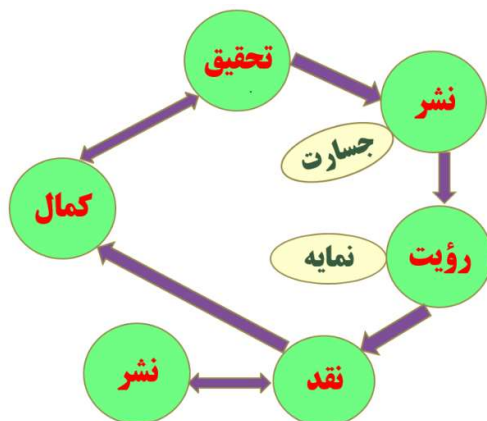 تحقیق
نشر
جسارت
رؤیت
نمایه
نقد
نشر
کمال